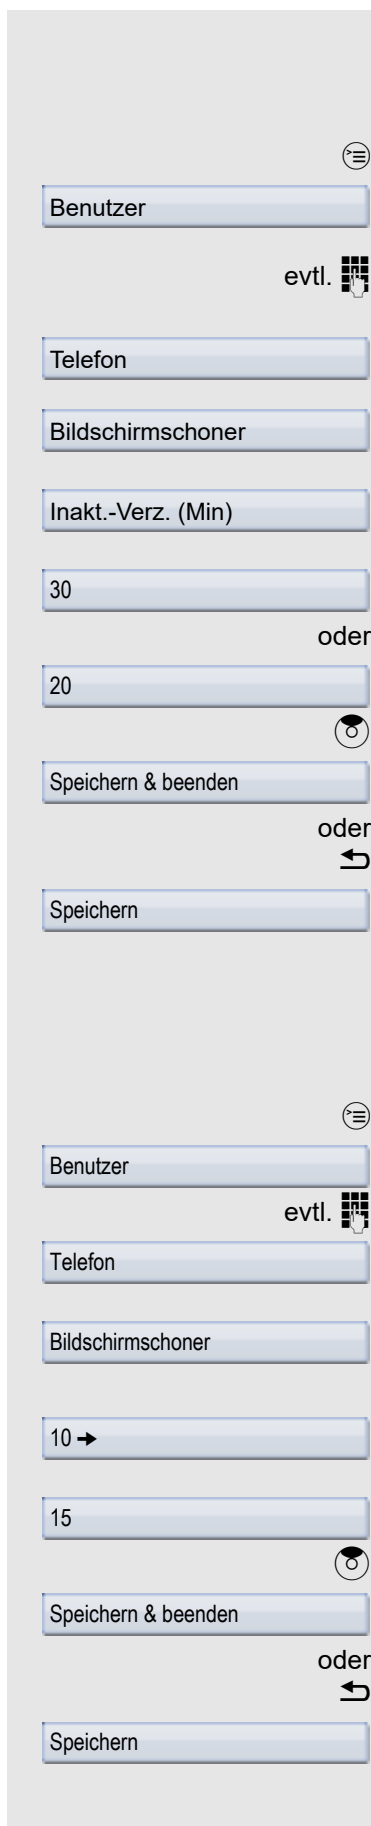 Benutzer
evtl.
Telefon
Bildschirmschoner
Inakt.-Verz. (Min)
30
oder
20
Speichern & beenden
oder
Speichern
Benutzer
evtl.
Telefon
Bildschirmschoner
10 →
15
Speichern & beenden
oder
Speichern